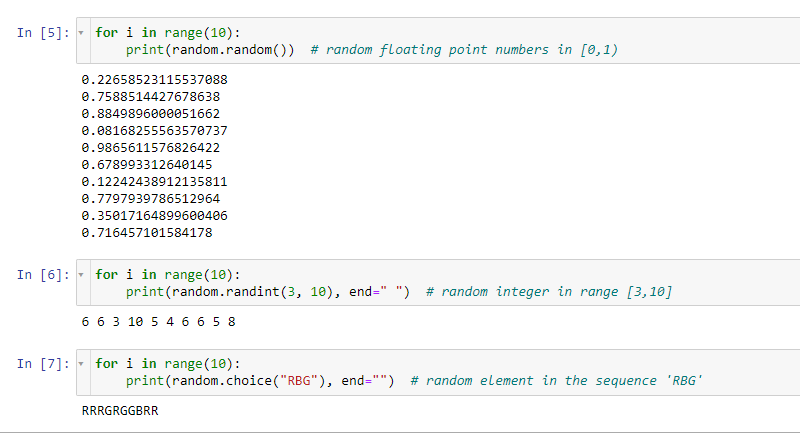 In [5]: for i in range(10):
print(random.random())  # random floating point numbers in [0,1)
0.22658523115537088
0.7588514427678638
0.8849896000051662
0.08168255563570737
0.9865611576826422
0.678993312640145
0.12242438912135811
0.7797939786512964
0.35017164899600406
0.716457101584178
In [6]: for i in range(10):
print(random.randint(3, 10), end=" ")  # random integer in range [3,10]
6 6 3 10 5 4 6 6 5 8
In [7]: for i in range(10):
print(random.choice("RBG"), end="")  # random element in the sequence 'RBG'
RRRGRGGBRR